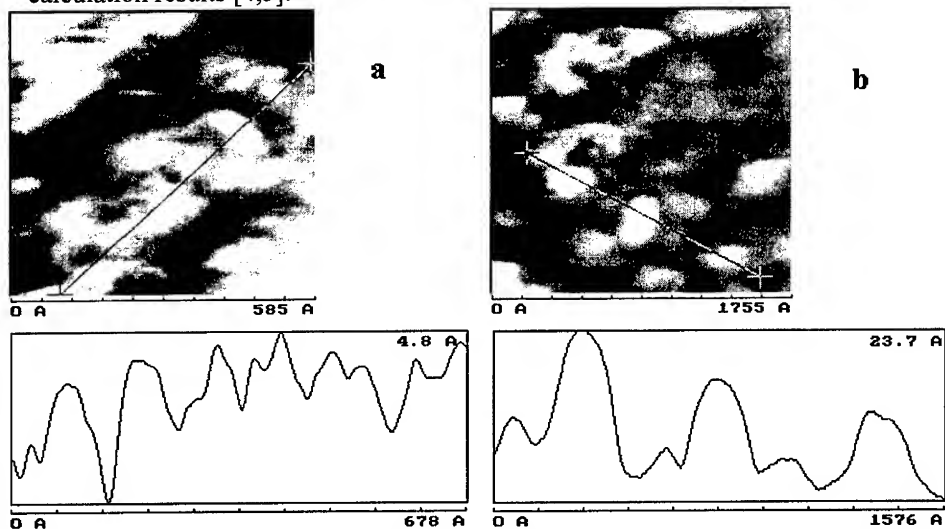 calculation results [4,5].
a
b
0 A 585 A
0 A 1755 A
4.8 A
23.7 A
0 A 678 A
0 A 1576 A